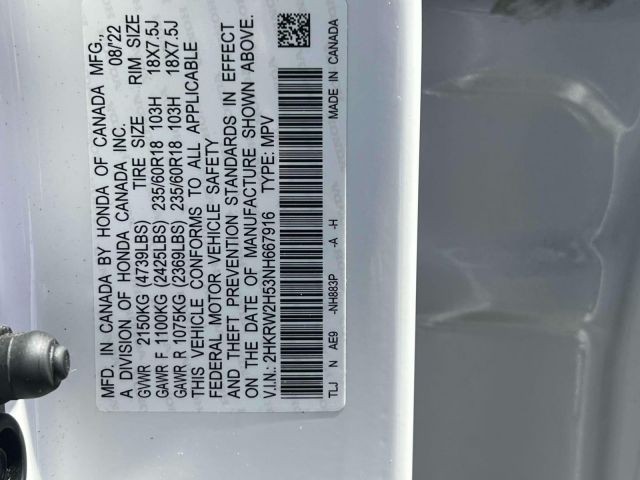 MFD. IN CANADA BY HONDA OF CANADA MFG.,
A DIVISION OF HONDA CANADA INC. 08/22
GVWR 2150KG (4739LBS) TIRE SIZE RIM SIZE
GAWR F 1100KG (2425LBS) 235/60R18 103H 18X7.5J
GAWR R 1075KG (2369LBS) 235/60R18 103H 18X7.5J
THIS VEHICLE CONFORMS TO ALL APPLICABLE
FEDERAL MOTOR VEHICLE SAFETY
AND THEFT PREVENTION STANDARDS IN EFFECT
ON THE DATE OF MANUFACTURE SHOWN ABOVE.
V.I.N.: 2HKRW2H53NH667916 TYPE: MPV
TLJ N AE9 -NH883P -A -H MADE IN CANADA